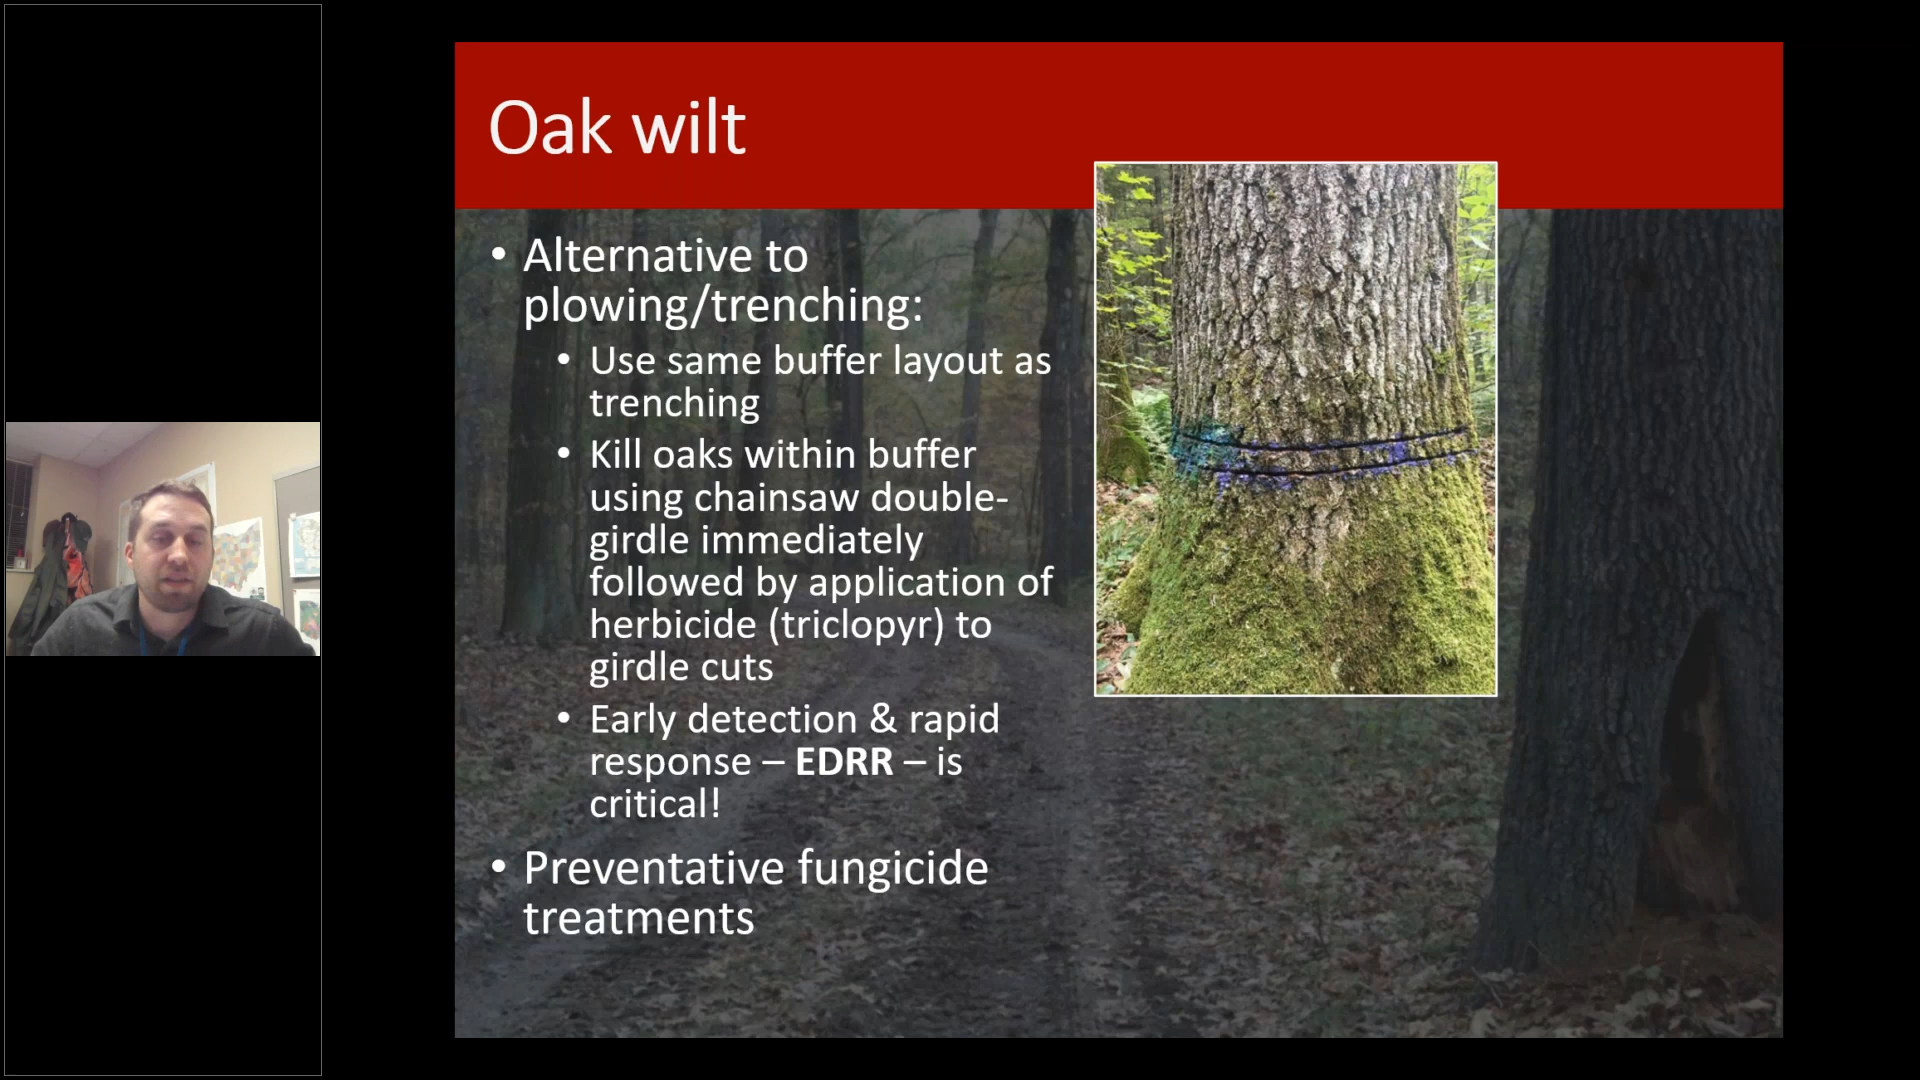 Oak wilt
• Alternative to
plowing/trenching:
• Use same buffer layout as
trenching
• Kill oaks within buffer
using chainsaw double-
girdle immediately
followed by application of
herbicide (triclopyr) to
girdle cuts
• Early detection & rapid
response – EDRR – is
critical!
• Preventative fungicide
treatments